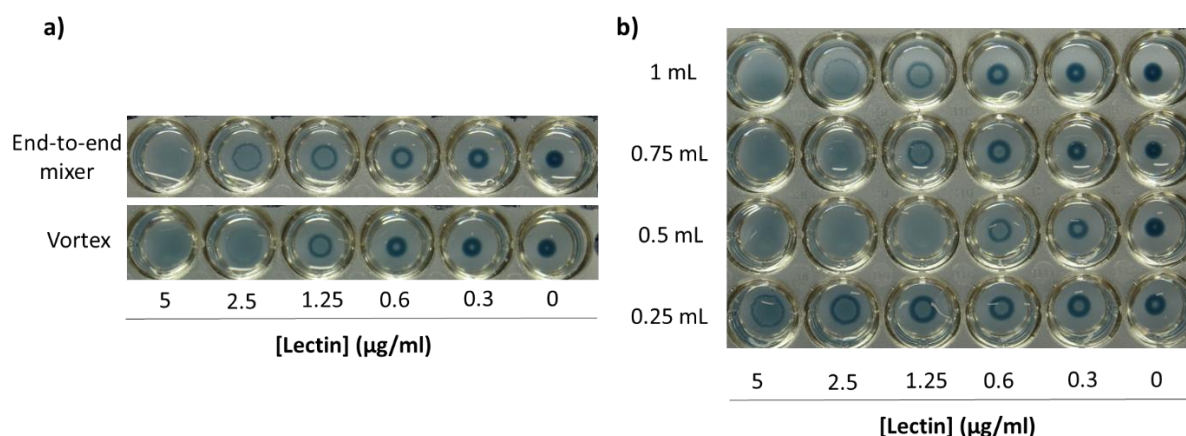 a)
End-to-end
mixer
Vortex
5 2.5 1.25 0.6 0.3 0
[Lectin] (µg/ml)
b)
1 mL
0.75 mL
0.5 mL
0.25 mL
5 2.5 1.25 0.6 0.3 0
[Lectin] (µg/ml)